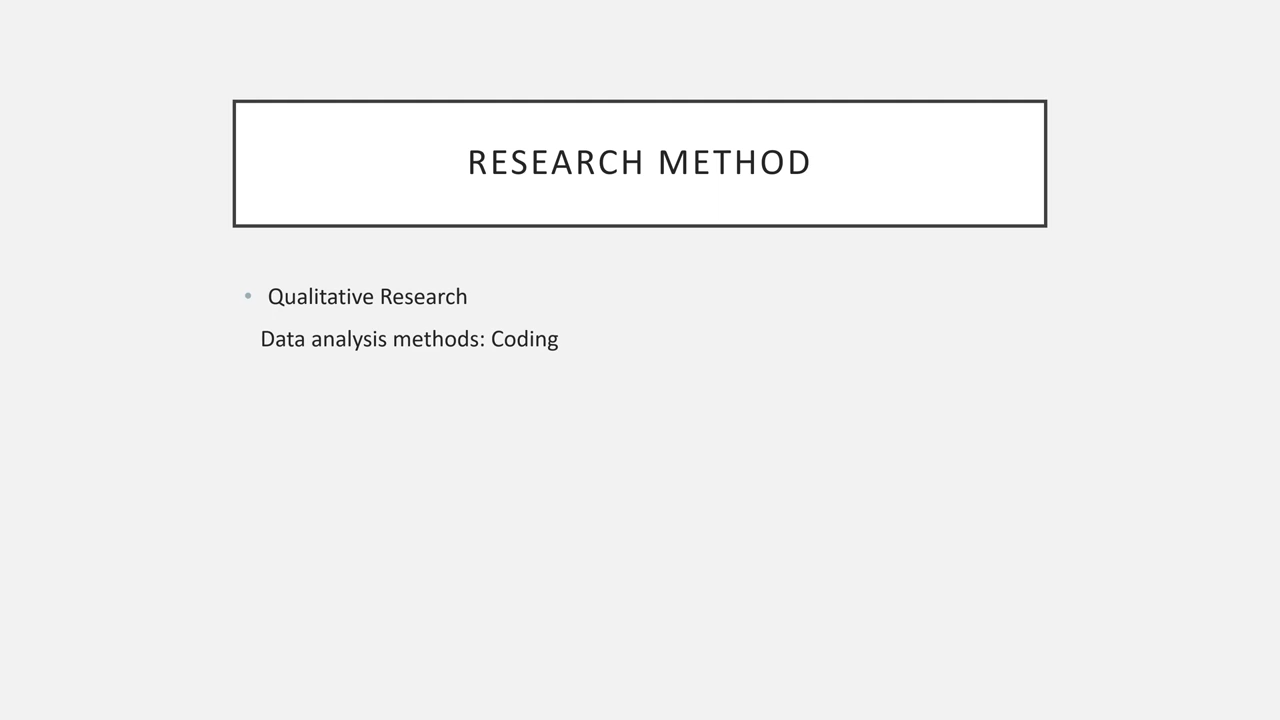 RESEARCH METHOD
• Qualitative Research
Data analysis methods: Coding